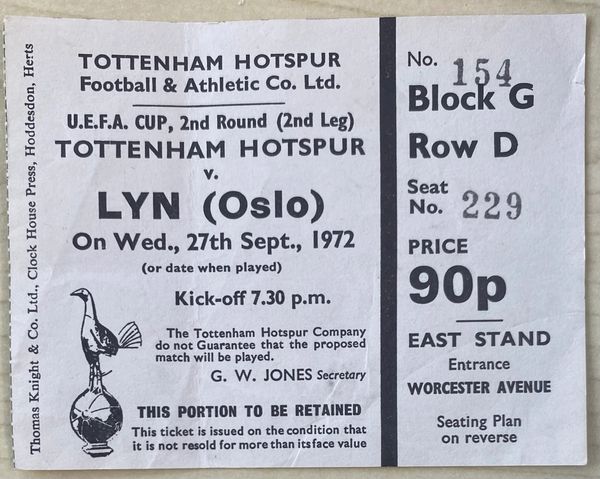 TOTTENHAM HOTSPUR
Football & Athletic Co. Ltd.
U.E.F.A. CUP, 2nd Round (2nd Leg)
TOTTENHAM HOTSPUR
v.
LYN (Oslo)
On Wed., 27th Sept., 1972
(or date when played)
Kick-off 7.30 p.m.
The Tottenham Hotspur Company
do not Guarantee that the proposed
match will be played.
G. W. JONES Secretary
THIS PORTION TO BE RETAINED
This ticket is issued on the condition that
it is not resold for more than its face value
Thomas Knight & Co. Ltd., Clock House Press, Hoddesdon, Herts
No. 154
Block G
Row D
Seat
No. 229
PRICE
90p
EAST STAND
Entrance
WORCESTER AVENUE
Seating Plan
on reverse